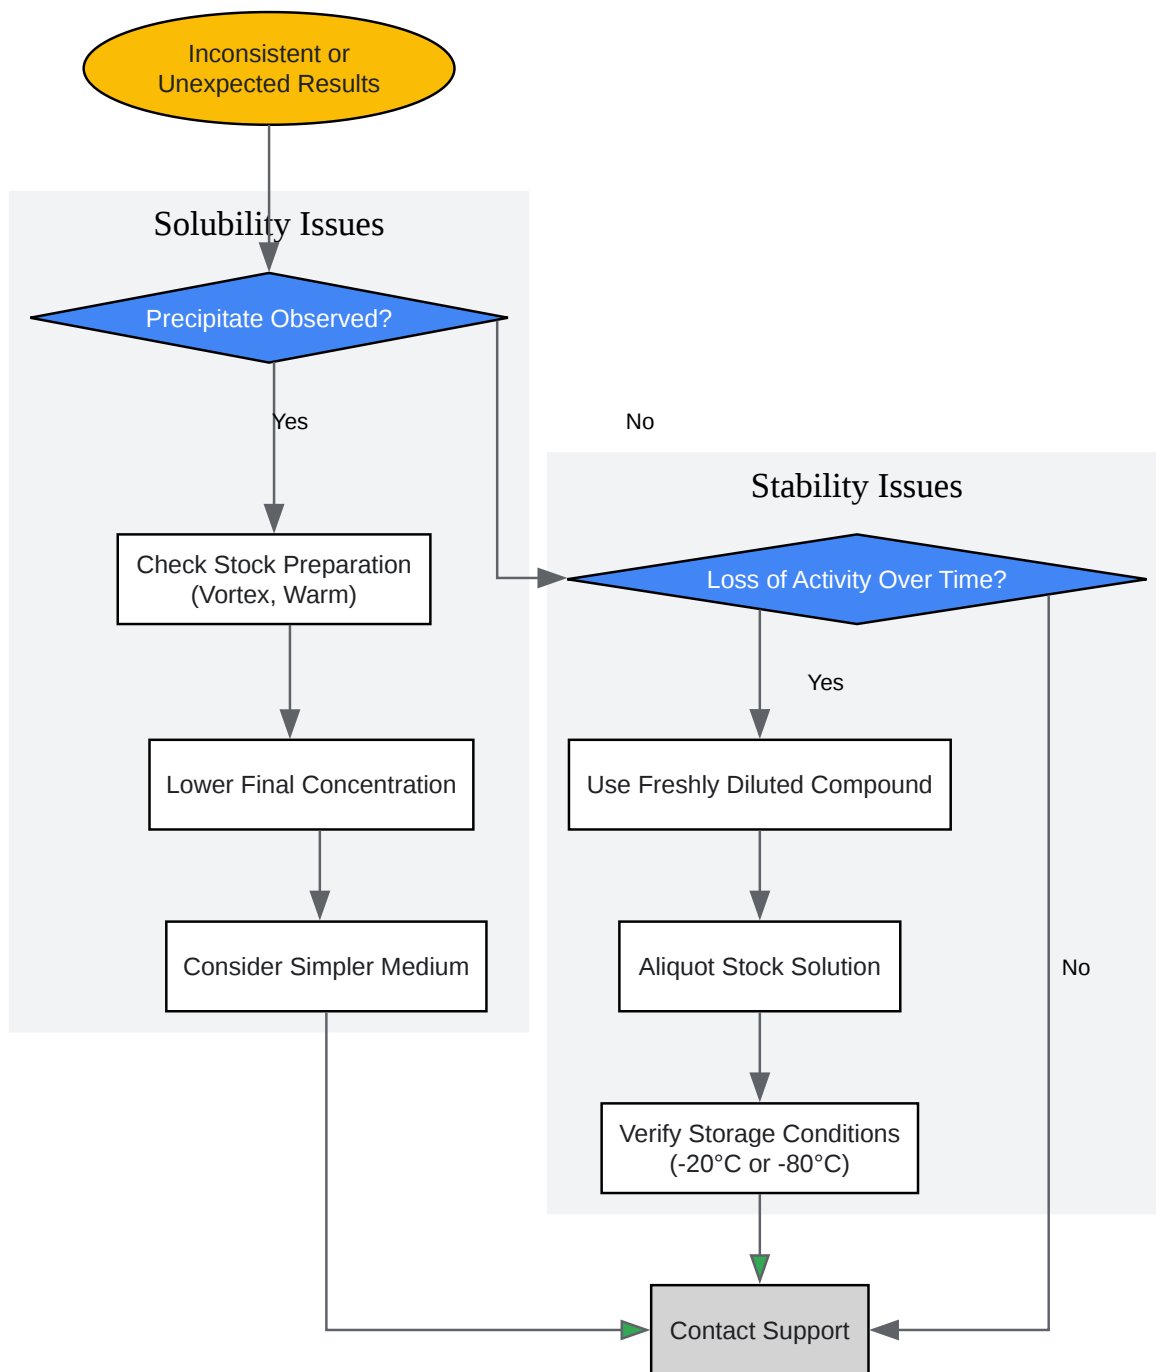 Inconsistent or
Unexpected Results
Solubility Issues
Precipitate Observed?
Yes
No
Check Stock Preparation
(Vortex, Warm)
Lower Final Concentration
Consider Simpler Medium
Stability Issues
Loss of Activity Over Time?
Yes
Use Freshly Diluted Compound
Aliquot Stock Solution
No
Verify Storage Conditions
(-20°C or -80°C)
Contact Support